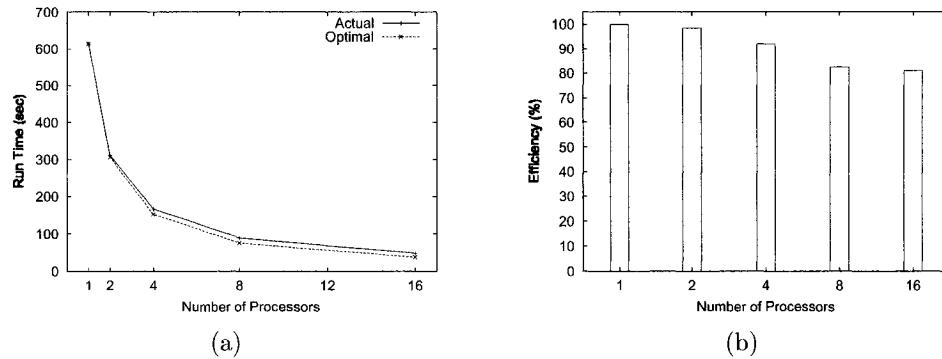 700
600
500
400
300
200
100
0
Run Time (sec)
Actual
Optimal
1 2 4 8 12 16
Number of Processors
(a)
100
90
80
70
60
50
40
30
20
10
0
Efficiency (%)
1 2 4 8 16
Number of Processors
(b)